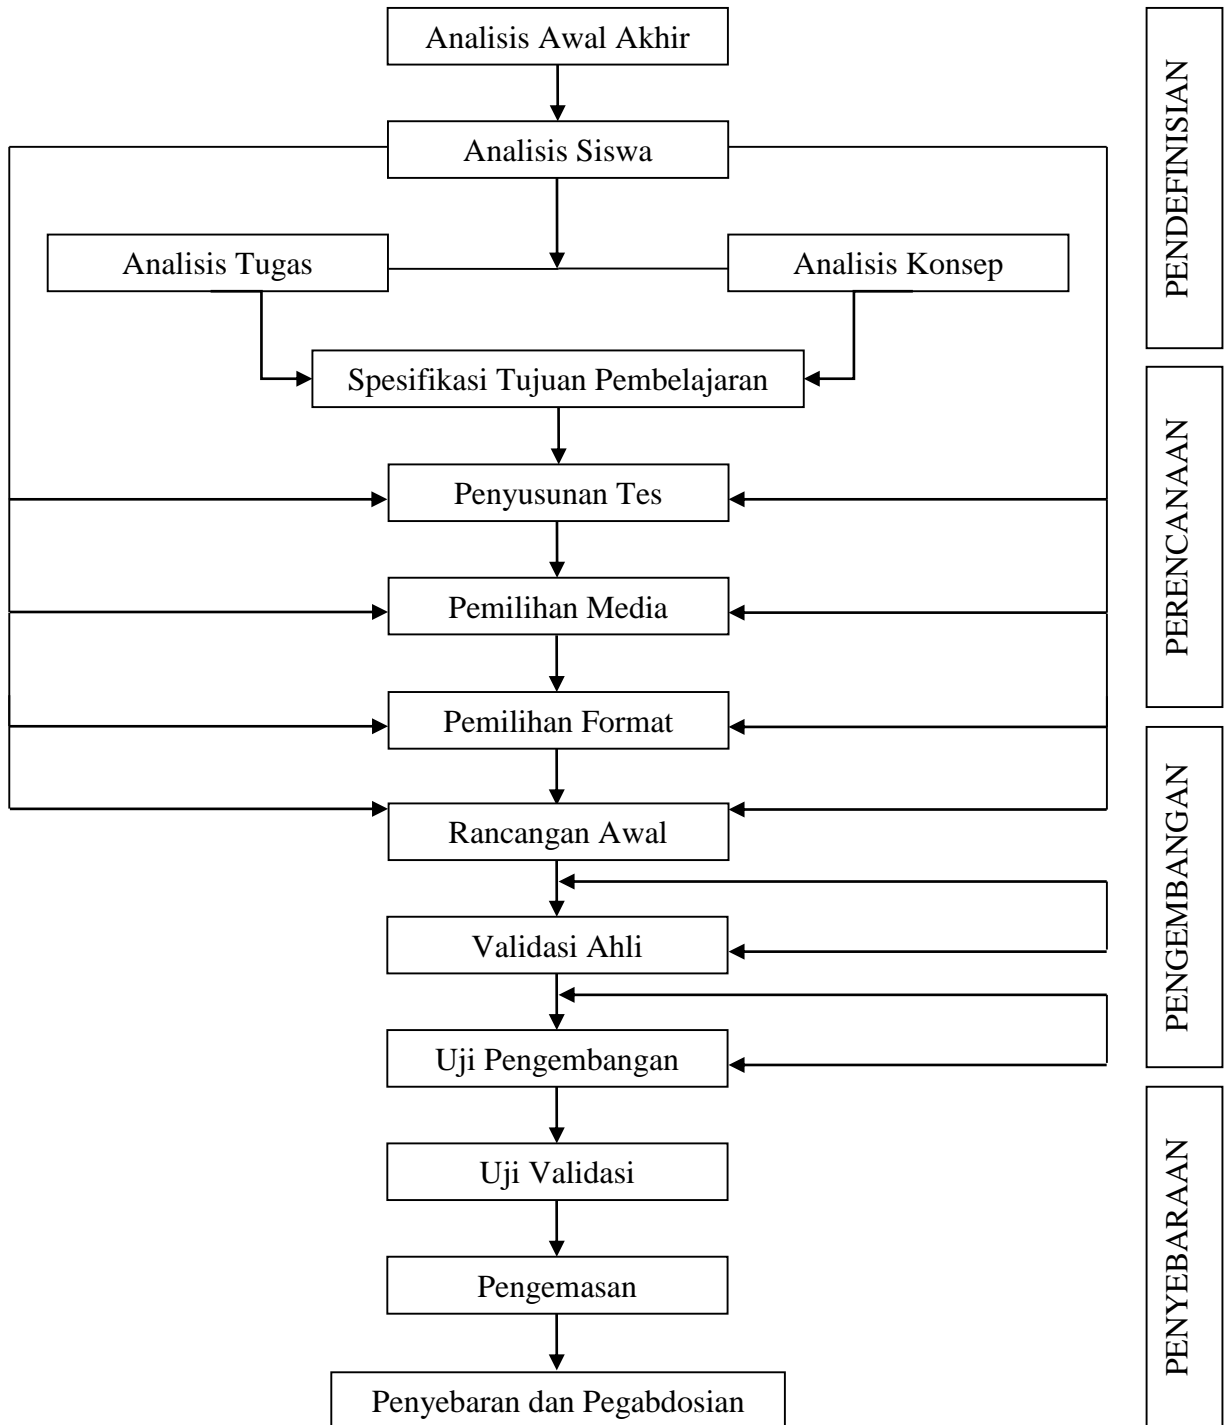 Analisis Awal Akhir
Analisis Siswa
Analisis Tugas
Analisis Konsep
Spesifikasi Tujuan Pembelajaran
Penyusunan Tes
Pemilihan Media
Pemilihan Format
Rancangan Awal
Validasi Ahli
Uji Pengembangan
Uji Validasi
Pengemasan
Penyebaran dan Pegabdosian
PENDEFINISIAN
PERENCANAAN
PENGEMBANGAN
PENYEBARAAN